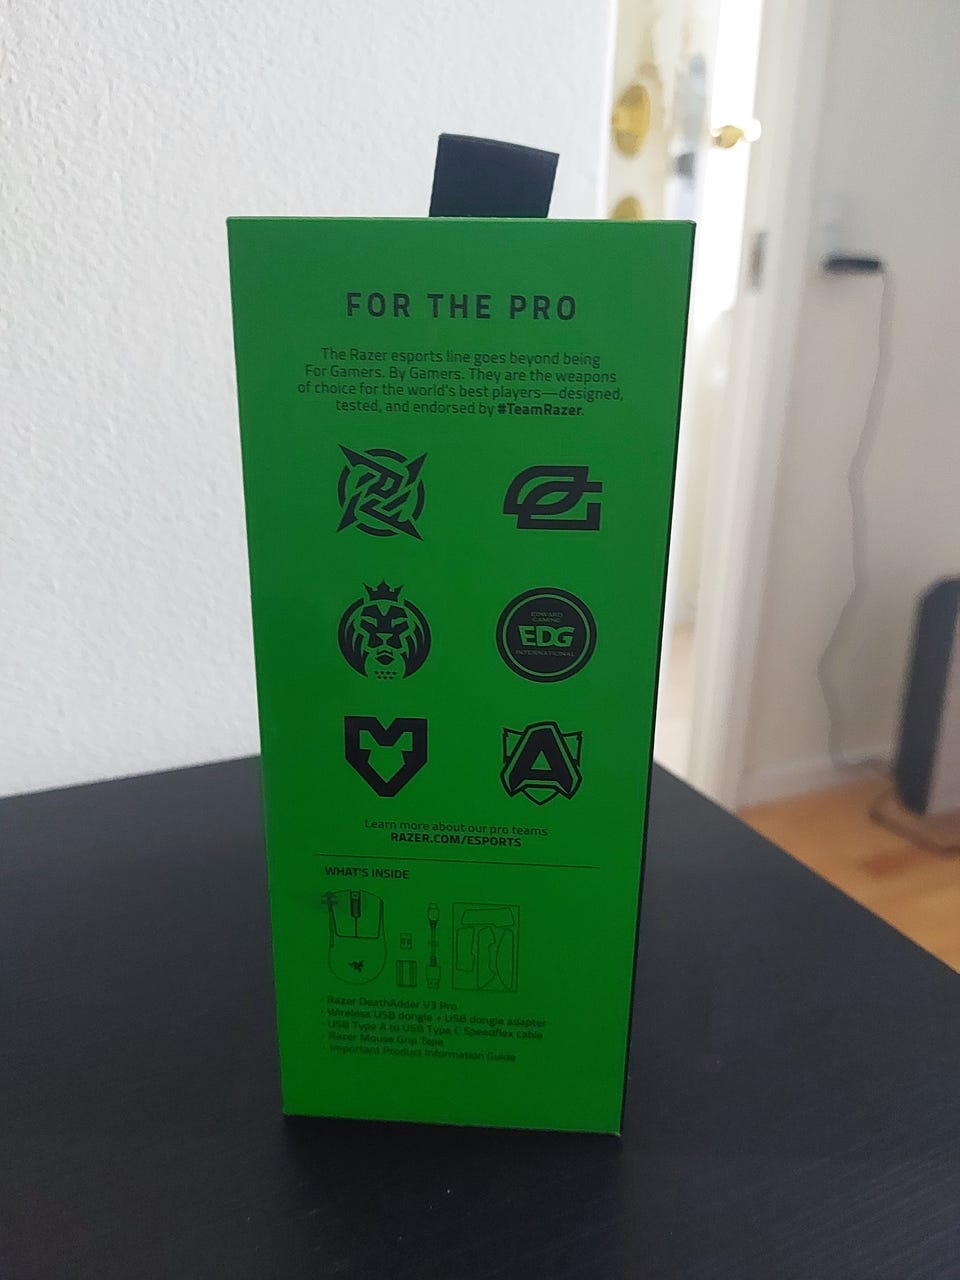 FOR THE PRO
The Razer esports line goes beyond being
For Gamers. By Gamers. They are the weapons
of choice for the world's best players—designed,
tested, and endorsed by #TeamRazer.
EDWARD
GAMING
EDG
INTERNATIONAL
A
Learn more about our pro teams
RAZER.COM/ESPORTS
WHAT'S INSIDE
· Razer DeathAdder V3 Pro
· Wireless USB dongle + USB dongle adapter
· USB Type A to USB Type C Speedflex cable
· Razer Mouse Grip Tape
· Important Product Information Guide